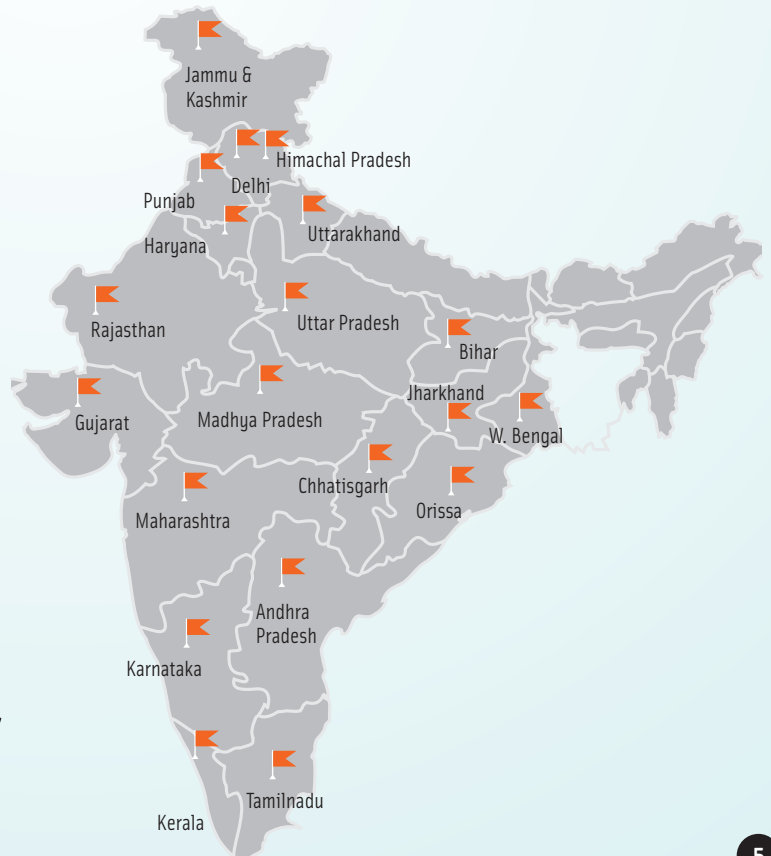 Jammu &
Kashmir
Himachal Pradesh
Delhi
Punjab
Uttarakhand
Haryana
Rajasthan
Uttar Pradesh
Bihar
Jharkhand
Gujarat
Madhya Pradesh
W. Bengal
Chhatisgarh
Orissa
Maharashtra
Andhra
Pradesh
Karnataka
Tamilnadu
Kerala
5